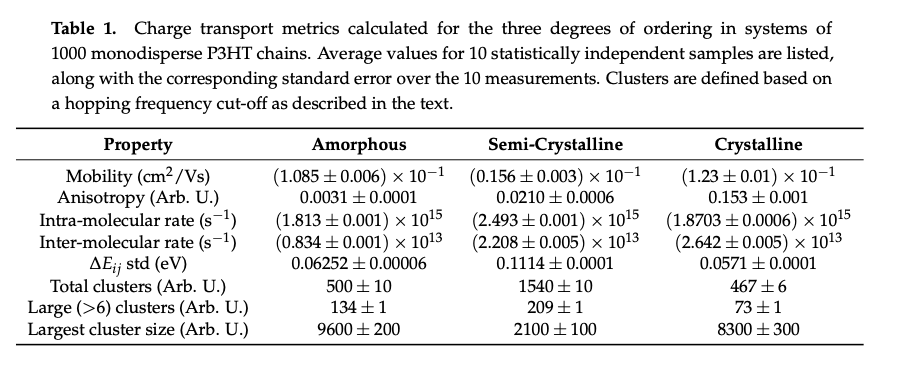 Table 1. Charge transport metrics calculated for the three degrees of ordering in systems of
1000 monodisperse P3HT chains. Average values for 10 statistically independent samples are listed,
along with the corresponding standard error over the 10 measurements. Clusters are defined based on
a hopping frequency cut-off as described in the text.
Property Amorphous Semi-Crystalline Crystalline
Mobility (cm²/Vs) (1.085 ± 0.006) × 10⁻¹ (0.156 ± 0.003) × 10⁻¹ (1.23 ± 0.01) × 10⁻¹
Anisotropy (Arb. U.) 0.0031 ± 0.0001 0.0210 ± 0.0006 0.153 ± 0.001
Intra-molecular rate (s⁻¹) (1.813 ± 0.001) × 10¹⁵ (2.493 ± 0.001) × 10¹⁵ (1.8703 ± 0.0006) × 10¹⁵
Inter-molecular rate (s⁻¹) (0.834 ± 0.001) × 10¹³ (2.208 ± 0.005) × 10¹³ (2.642 ± 0.005) × 10¹³
ΔEᵢⱼ std (eV) 0.06252 ± 0.00006 0.1114 ± 0.0001 0.0571 ± 0.0001
Total clusters (Arb. U.) 500 ± 10 1540 ± 10 467 ± 6
Large (>6) clusters (Arb. U.) 134 ± 1 209 ± 1 73 ± 1
Largest cluster size (Arb. U.) 9600 ± 200 2100 ± 100 8300 ± 300